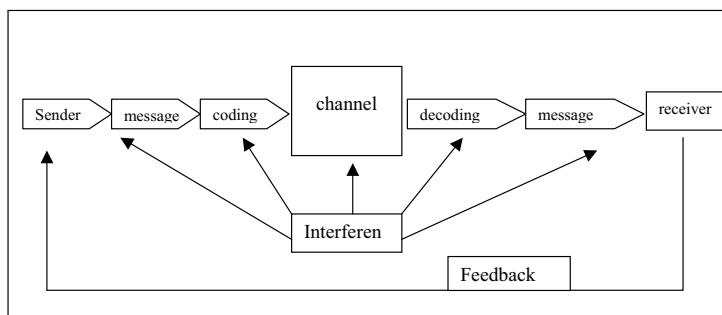 Sender
message
coding
channel
decoding
message
receiver
Interferen
Feedback